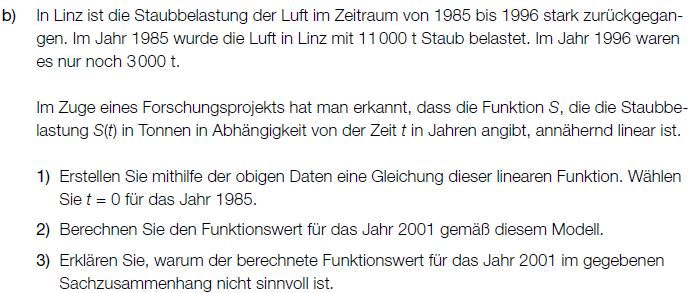 b) In Linz ist die Staubbelastung der Luft im Zeitraum von 1985 bis 1996 stark zurückgegan-
gen. Im Jahr 1985 wurde die Luft in Linz mit 11 000 t Staub belastet. Im Jahr 1996 waren
es nur noch 3 000 t.
Im Zuge eines Forschungsprojekts hat man erkannt, dass die Funktion S, die die Staubbe-
lastung S(t) in Tonnen in Abhängigkeit von der Zeit t in Jahren angibt, annähernd linear ist.
1) Erstellen Sie mithilfe der obigen Daten eine Gleichung dieser linearen Funktion. Wählen
Sie t = 0 für das Jahr 1985.
2) Berechnen Sie den Funktionswert für das Jahr 2001 gemäß diesem Modell.
3) Erklären Sie, warum der berechnete Funktionswert für das Jahr 2001 im gegebenen
Sachzusammenhang nicht sinnvoll ist.